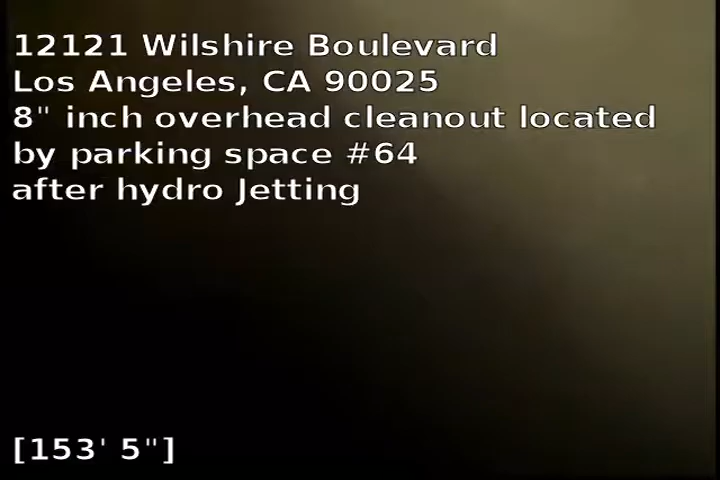 12121 Wilshire Boulevard
Los Angeles, CA 90025
8" inch overhead cleanout located
by parking space #64
after hydro Jetting
[153' 5"]